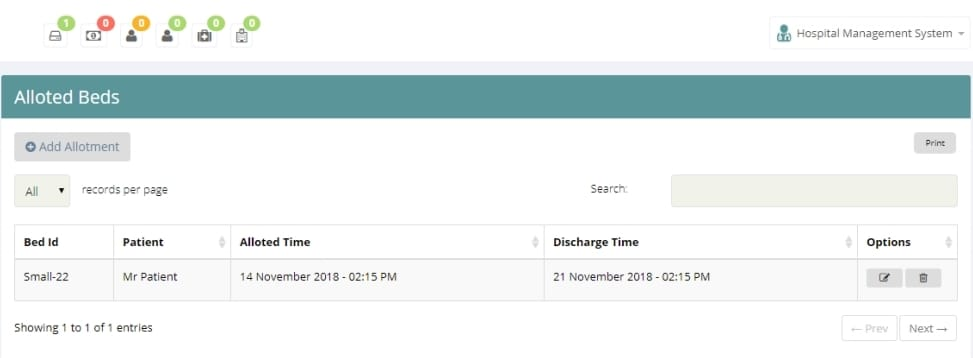 1 0 0 0 0 0
Hospital Management System
Alloted Beds
Add Allotment
Print
All records per page
Search:
Bed Id Patient Alloted Time Discharge Time Options
Small-22 Mr Patient 14 November 2018 - 02:15 PM 21 November 2018 - 02:15 PM
Showing 1 to 1 of 1 entries
← Prev Next →